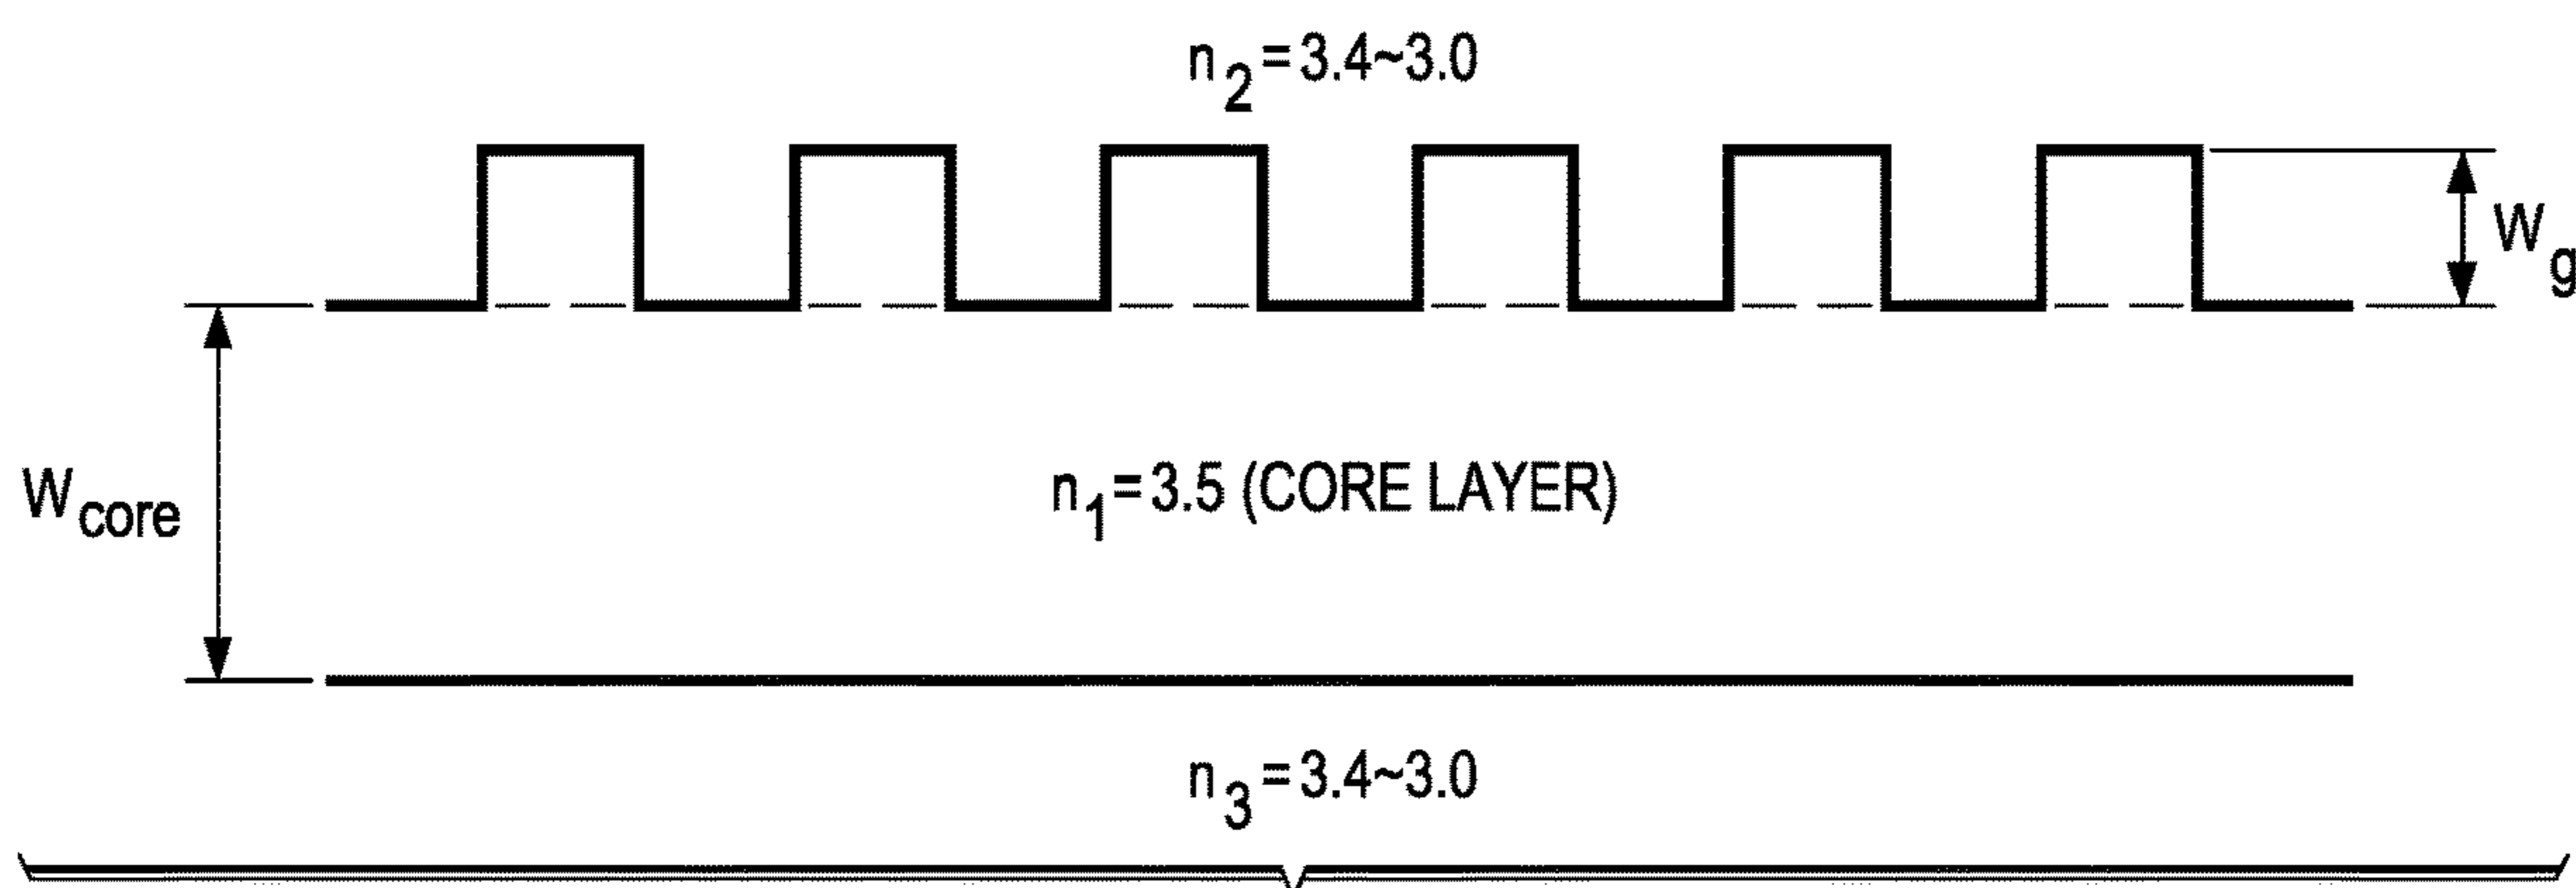 n2 = 3.4~3.0
Wg
Wcore
n1 = 3.5 (CORE LAYER)
n3 = 3.4~3.0